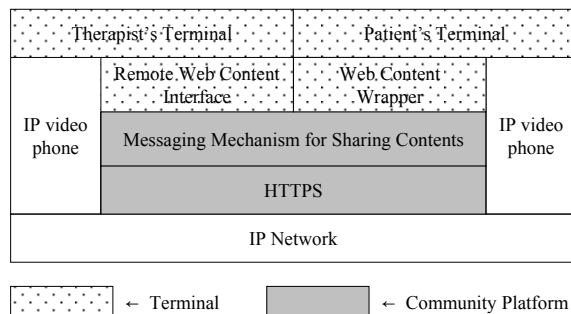 Therapist's Terminal
Patient's Terminal
Remote Web Content
Interface
Web Content
Wrapper
IP video
phone
IP video
phone
Messaging Mechanism for Sharing Contents
HTTPS
IP Network
← Terminal
← Community Platform